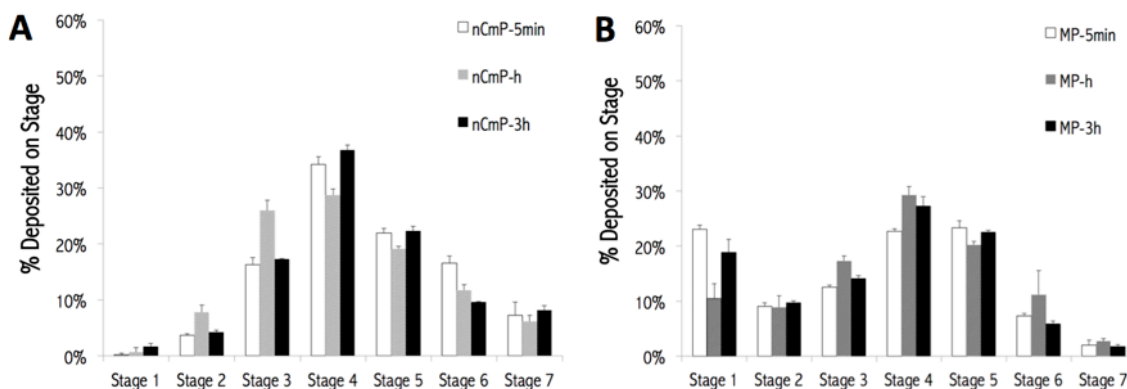 A
% Deposited on Stage
60%
50%
40%
30%
20%
10%
0%
nCmP-5min
nCmP-h
nCmP-3h
Stage 1 Stage 2 Stage 3 Stage 4 Stage 5 Stage 6 Stage 7
B
% Deposited on Stage
60%
50%
40%
30%
20%
10%
0%
MP-5min
MP-h
MP-3h
Stage 1 Stage 2 Stage 3 Stage 4 Stage 5 Stage 6 Stage 7